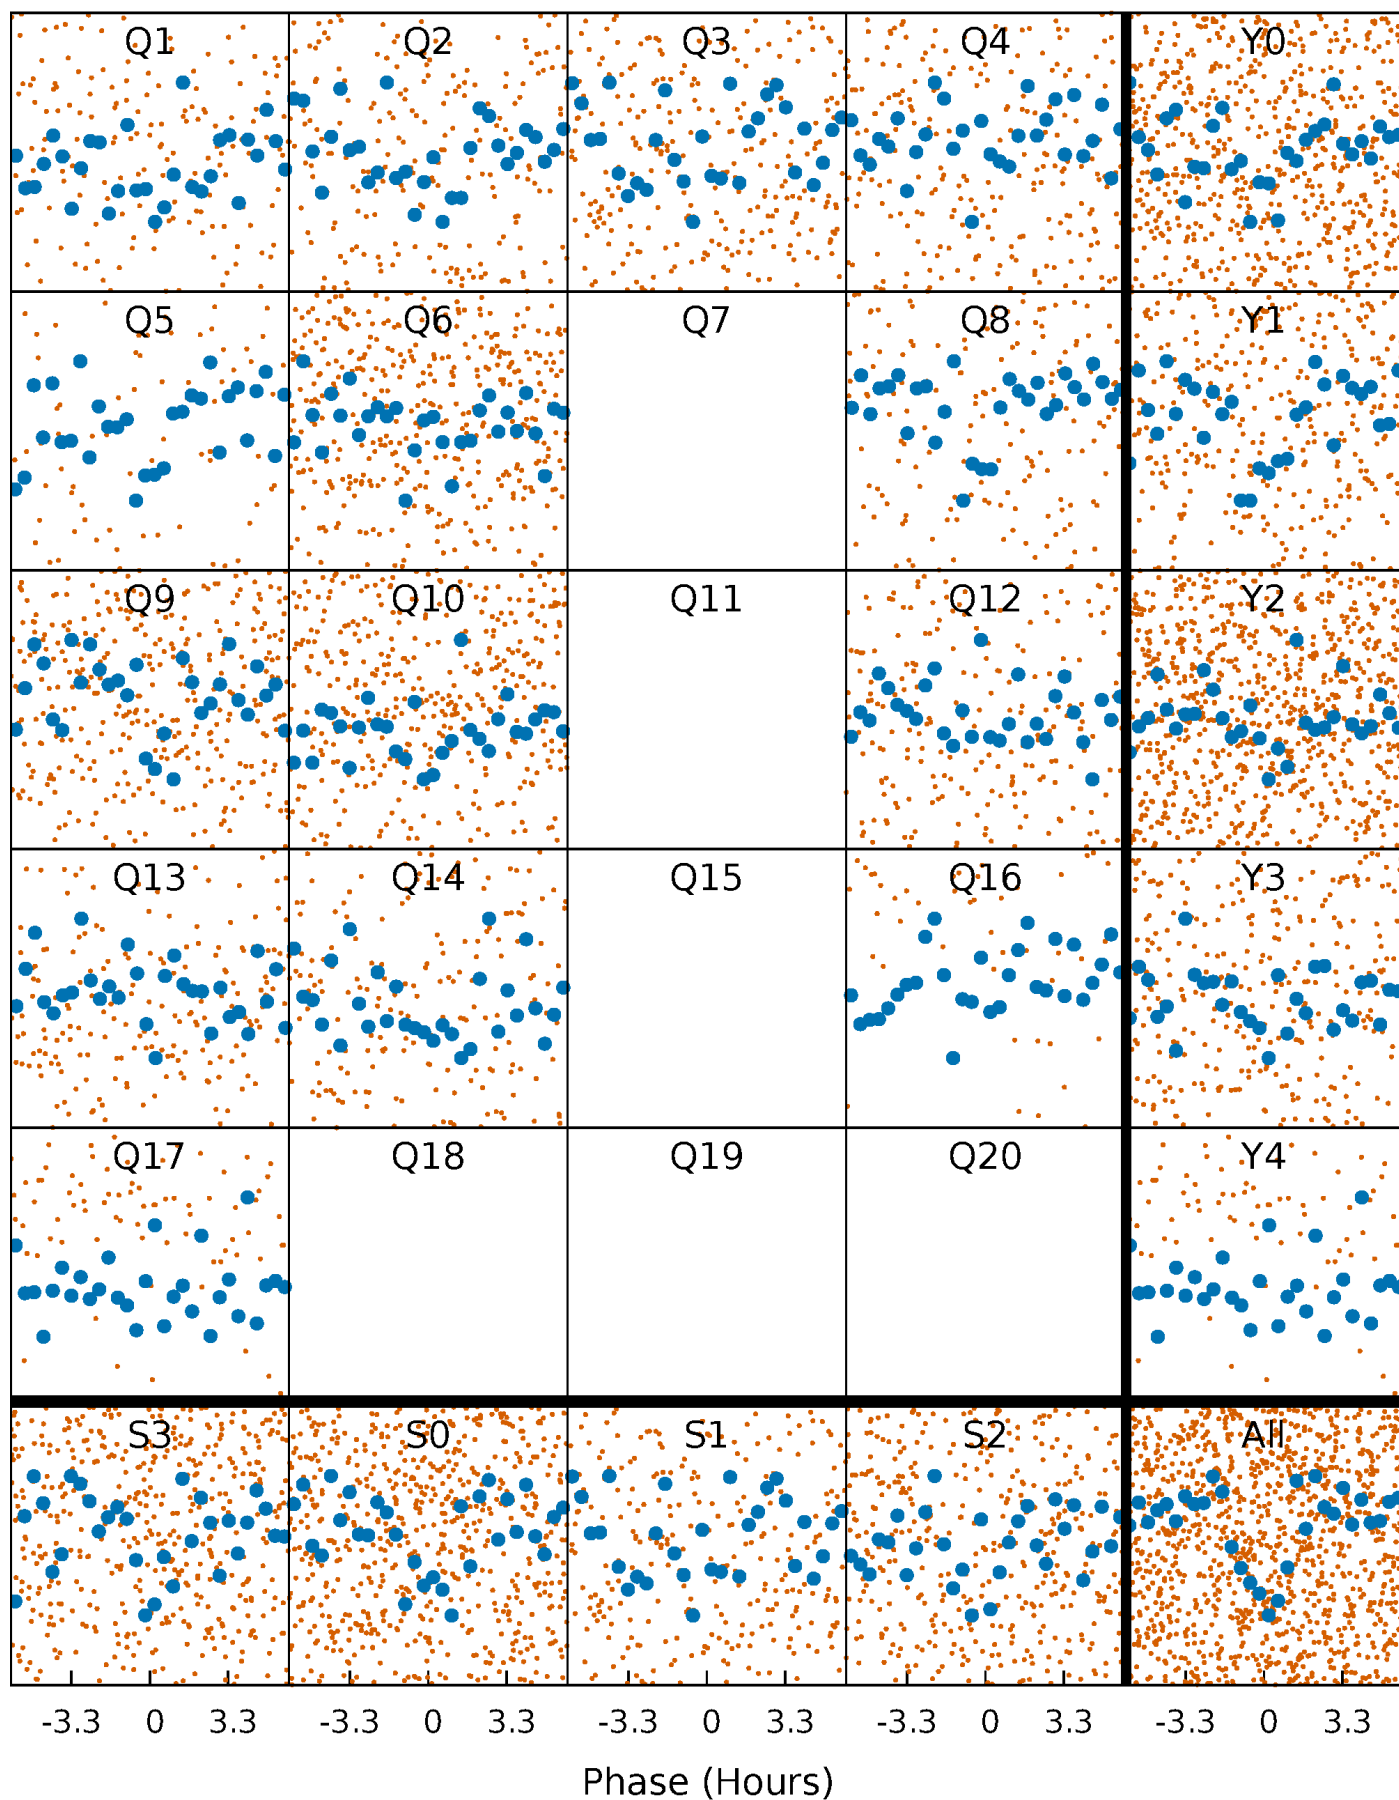 Q1 Q2 Q3 Q4 Y0
Q5 Q6 Q7 Q8 Y1
Q9 Q10 Q11 Q12 Y2
Q13 Q14 Q15 Q16 Y3
Q17 Q18 Q19 Q20 Y4
S3 S0 S1 S2 All
-3.3 0 3.3 -3.3 0 3.3 -3.3 0 3.3 -3.3 0 3.3 -3.3 0 3.3
Phase (Hours)